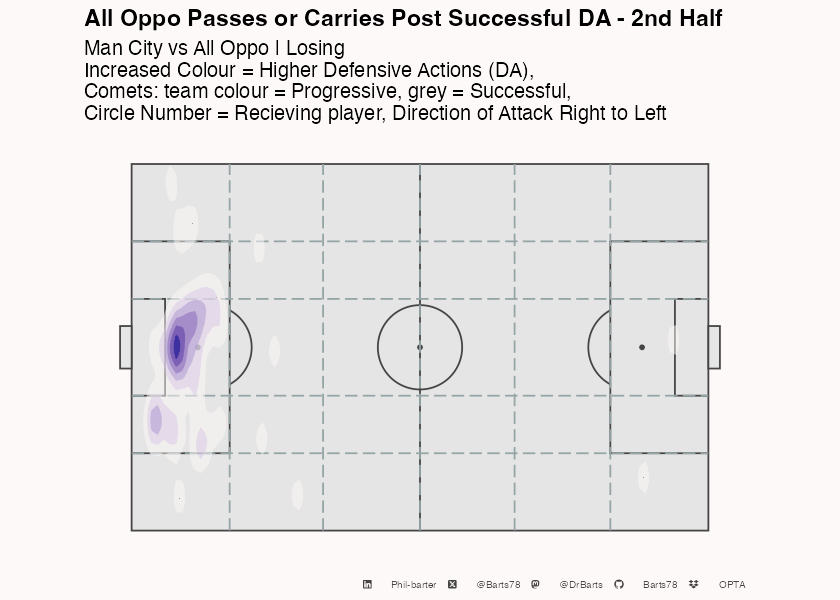 All Oppo Passes or Carries Post Successful DA - 2nd Half
Man City vs All Oppo | Losing
Increased Colour = Higher Defensive Actions (DA),
Comets: team colour = Progressive, grey = Successful,
Circle Number = Recieving player, Direction of Attack Right to Left
Phil-barter @Barts78 @DrBarts Barts78 OPTA